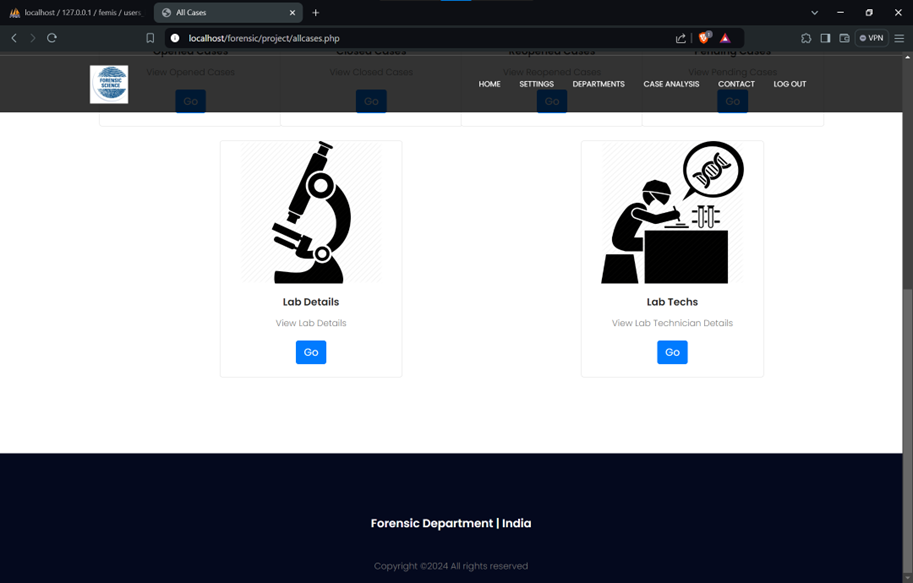 localhost / 127.0.0.1 / femis / users
All Cases
localhost/forensic/project/allcases.php
VPN
Opened Cases
Closed Cases
Reopened Cases
Pending Cases
View Opened Cases
View Closed Cases
View Reopened Cases
View Pending Cases
FORENSIC
SCIENCE
HOME
SETTINGS
DEPARTMENTS
CASE ANALYSIS
CONTACT
LOG OUT
Go
Go
Go
Go
Lab Details
Lab Techs
View Lab Details
View Lab Technician Details
Go
Go
Forensic Department | India
Copyright ©2024 All rights reserved